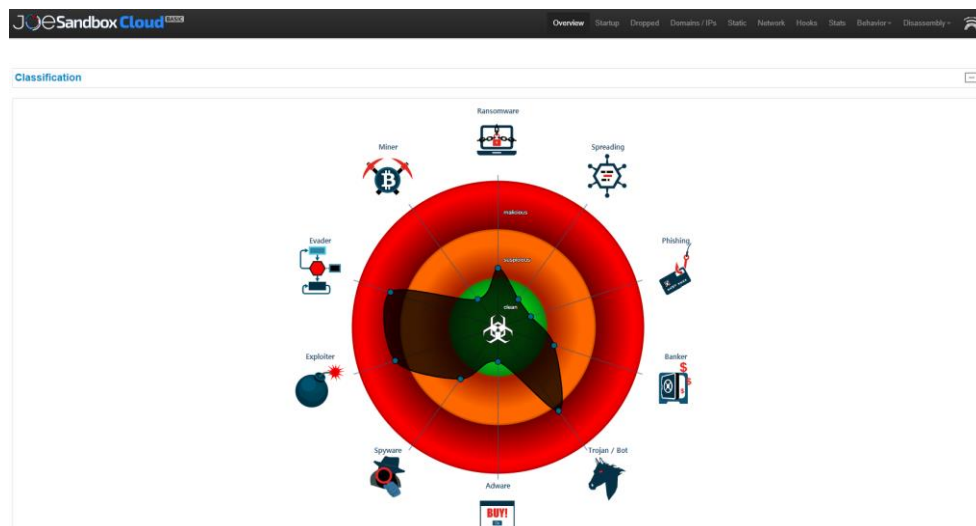 JOeSandbox Cloud BASIC
Overview Startup Dropped Domains / IPs Static Network Hooks Stats Behavior Disassembly
Classification
Ransomware
Miner
Spreading
malicious
Evader
Phishing
suspicious
clean
Exploiter
Banker
$
$
$
Spyware
Trojan / Bot
Adware
BUY!